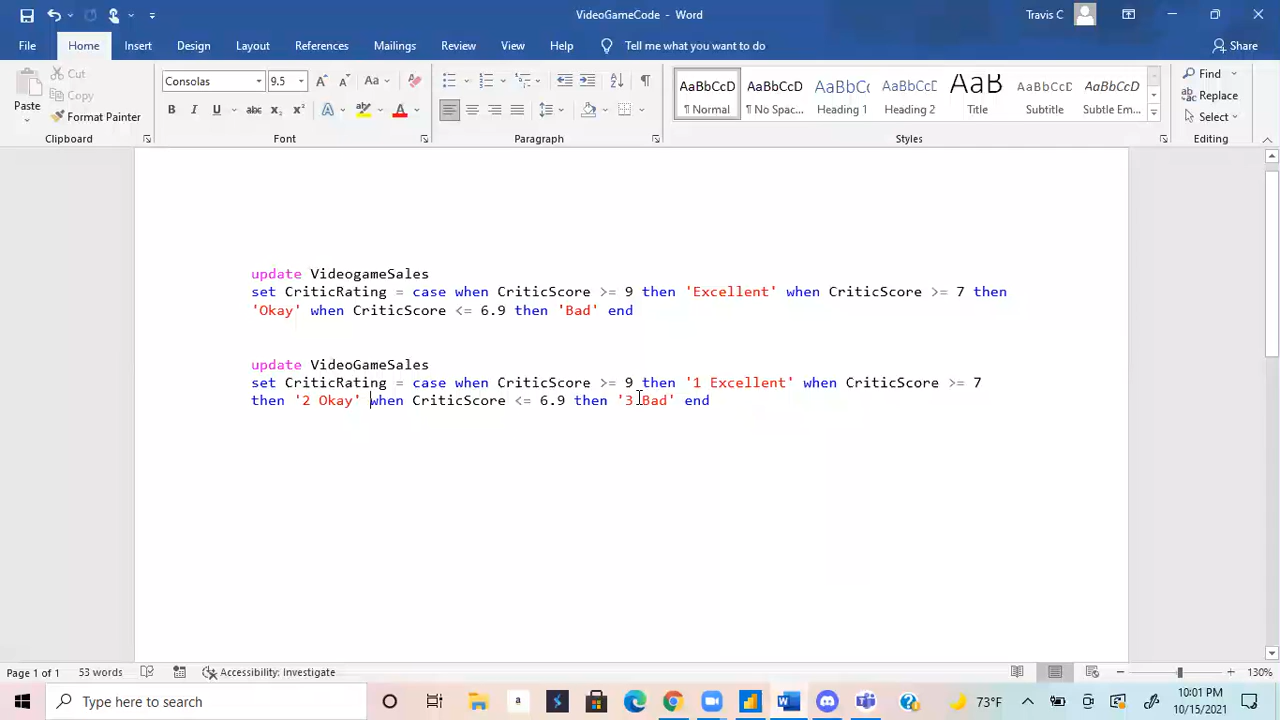 VideoGameCode - Word
Travis C
File Home Insert Design Layout References Mailings Review View Help Tell me what you want to do Share
Paste
Cut
Copy
Format Painter
Clipboard
Consolas 9.5
Font
Paragraph
AaBbCcD
¶ Normal
AaBbCcD
¶ No Spac...
AaBbCc
Heading 1
AaBbCcD
Heading 2
AaB
Title
AaBbCcD
Subtitle
AaBbCcD
Subtle Em...
Styles
Find
Replace
Select
Editing
update VideogameSales
set CriticRating = case when CriticScore >= 9 then 'Excellent' when CriticScore >= 7 then
'Okay' when CriticScore <= 6.9 then 'Bad' end
update VideoGameSales
set CriticRating = case when CriticScore >= 9 then '1 Excellent' when CriticScore >= 7
then '2 Okay' when CriticScore <= 6.9 then '3 Bad' end
Page 1 of 1 53 words Accessibility: Investigate 130%
Type here to search
73°F
10:01 PM
10/15/2021